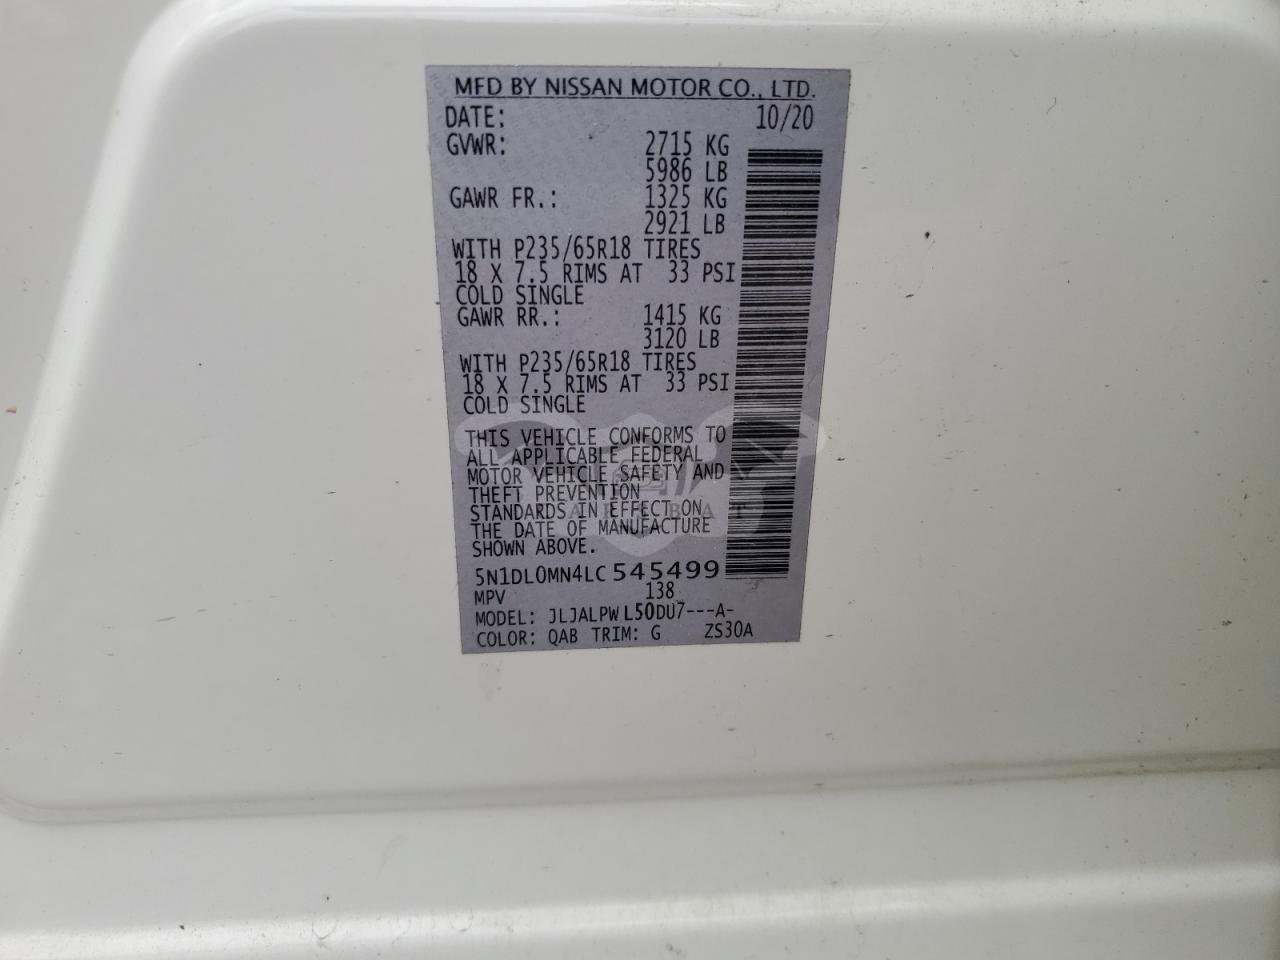 MFD BY NISSAN MOTOR CO., LTD.
DATE: 10/20
GVWR: 2715 KG
5986 LB
GAWR FR.: 1325 KG
2921 LB
WITH P235/65R18 TIRES
18 X 7.5 RIMS AT 33 PSI
COLD SINGLE
GAWR RR.: 1415 KG
3120 LB
WITH P235/65R18 TIRES
18 X 7.5 RIMS AT 33 PSI
COLD SINGLE
THIS VEHICLE CONFORMS TO
ALL APPLICABLE FEDERAL
MOTOR VEHICLE SAFETY AND
THEFT PREVENTION
STANDARDS IN EFFECT ON
THE DATE OF MANUFACTURE
SHOWN ABOVE.
5N1DL0MN4LC 545499
MPV 138
MODEL: JLJALPWL50DU7---A-
COLOR: QAB TRIM: G ZS30A